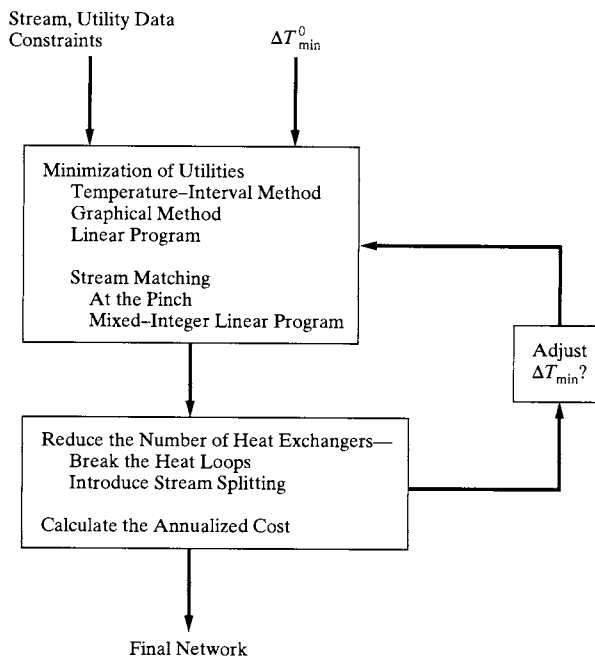 Stream, Utility Data
Constraints
ΔT⁰min
Minimization of Utilities
Temperature–Interval Method
Graphical Method
Linear Program
Stream Matching
At the Pinch
Mixed–Integer Linear Program
Adjust
ΔTmin?
Reduce the Number of Heat Exchangers—
Break the Heat Loops
Introduce Stream Splitting
Calculate the Annualized Cost
Final Network